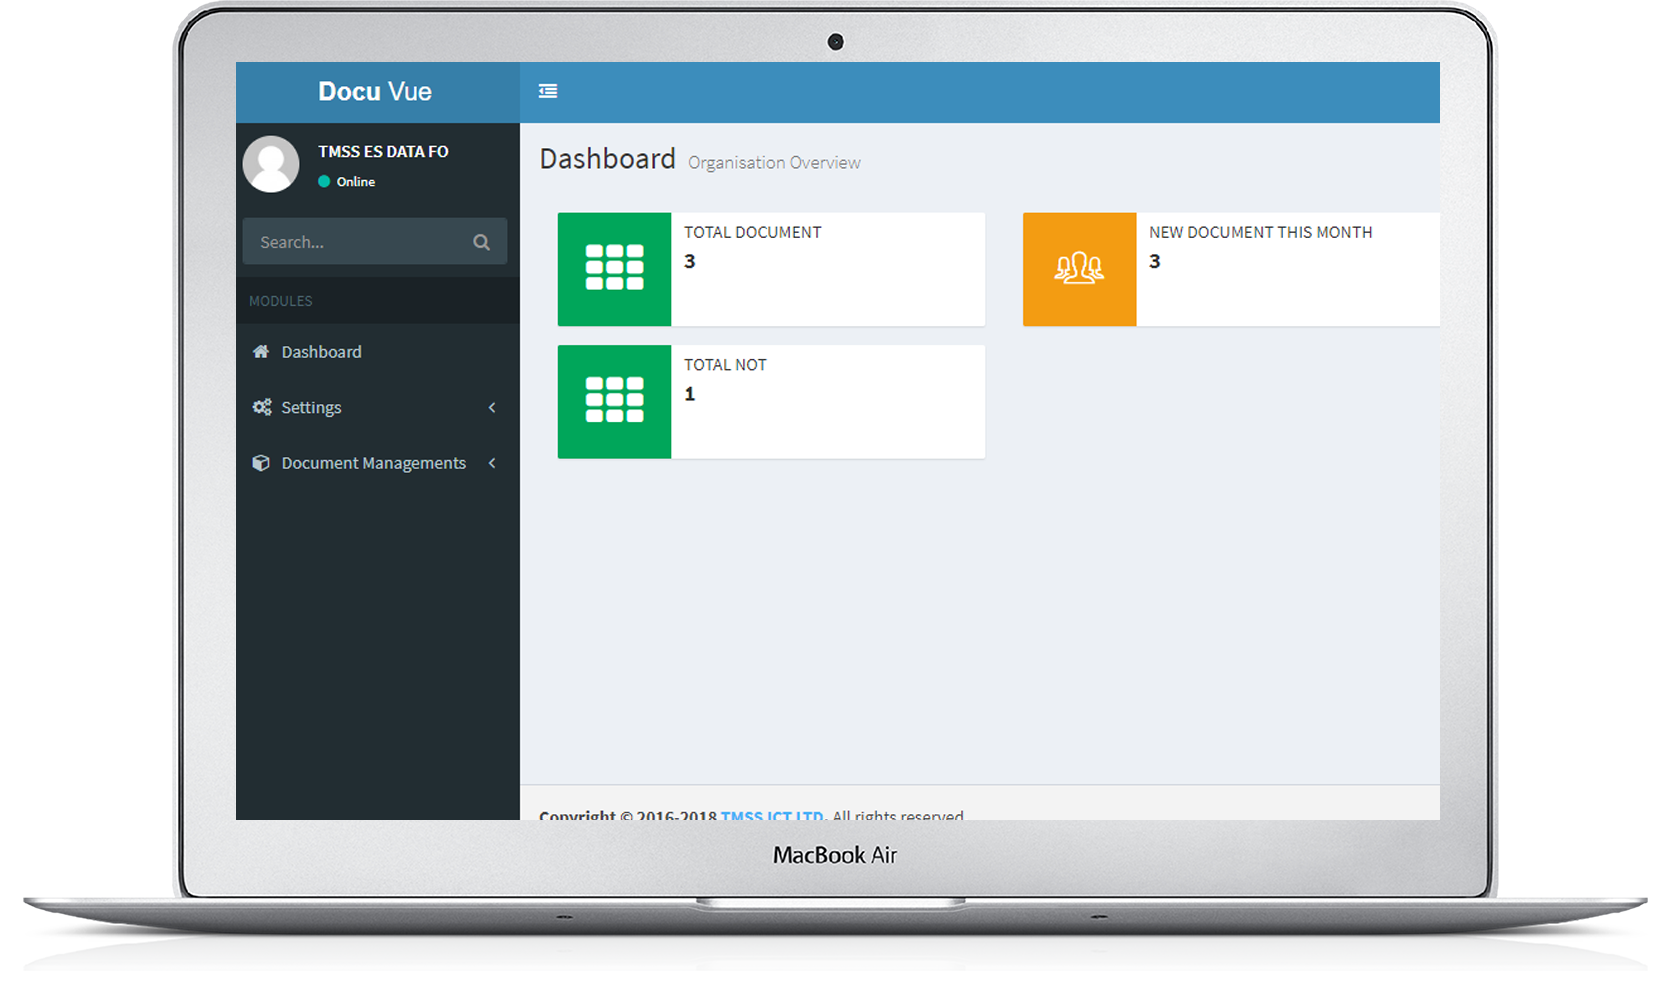 Docu Vue
TMSS ES DATA FO
Online
Search...
MODULES
Dashboard
Settings
Document Managements
Dashboard Organisation Overview
TOTAL DOCUMENT
3
NEW DOCUMENT THIS MONTH
3
TOTAL NOT
1
Copyright © 2016-2018 TMSS ICT LTD. All rights reserved
MacBook Air